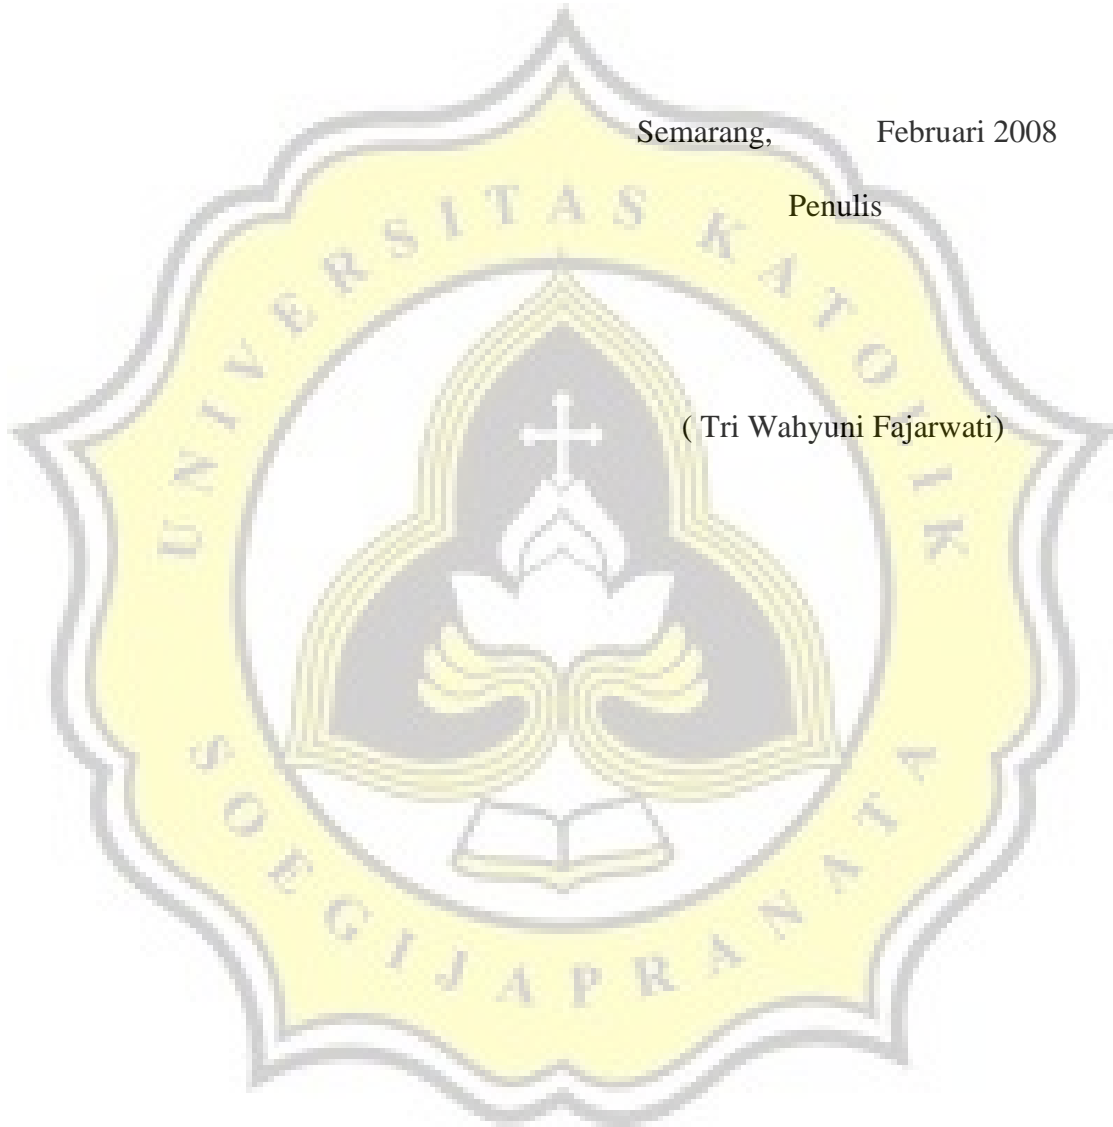 Semarang, Februari 2008
Penulis
( Tri Wahyuni Fajarwati)
UNIVERSITAS KATOLIK
SOEGIJAPRANATA